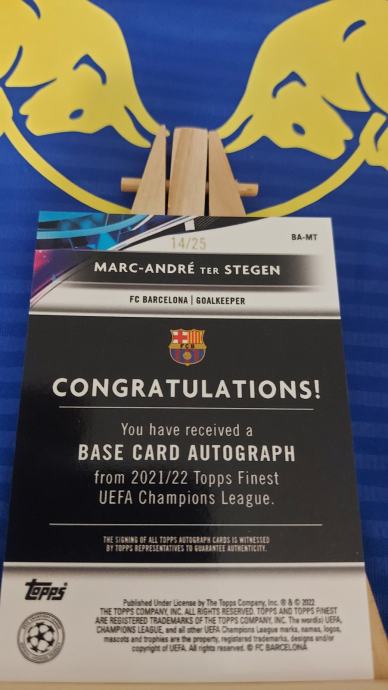 14/25
BA-MT
MARC-ANDRÉ TER STEGEN
FC BARCELONA | GOALKEEPER
FCB
CONGRATULATIONS!
You have received a
BASE CARD AUTOGRAPH
from 2021/22 Topps Finest
UEFA Champions League.
THE SIGNING OF ALL TOPPS AUTOGRAPH CARDS IS WITNESSED
BY TOPPS REPRESENTATIVES TO GUARANTEE AUTHENTICITY.
topps
Published Under License by The Topps Company, Inc. ® & © 2022
THE TOPPS COMPANY, INC. ALL RIGHTS RESERVED. TOPPS AND TOPPS FINEST
ARE REGISTERED TRADEMARKS OF THE TOPPS COMPANY, INC. The word(s) UEFA,
CHAMPIONS LEAGUE, and all other UEFA Champions League marks, names, logos,
mascots and trophies are the property, registered trademarks, designs and/or
copyright of UEFA. All rights reserved. © FC BARCELONA